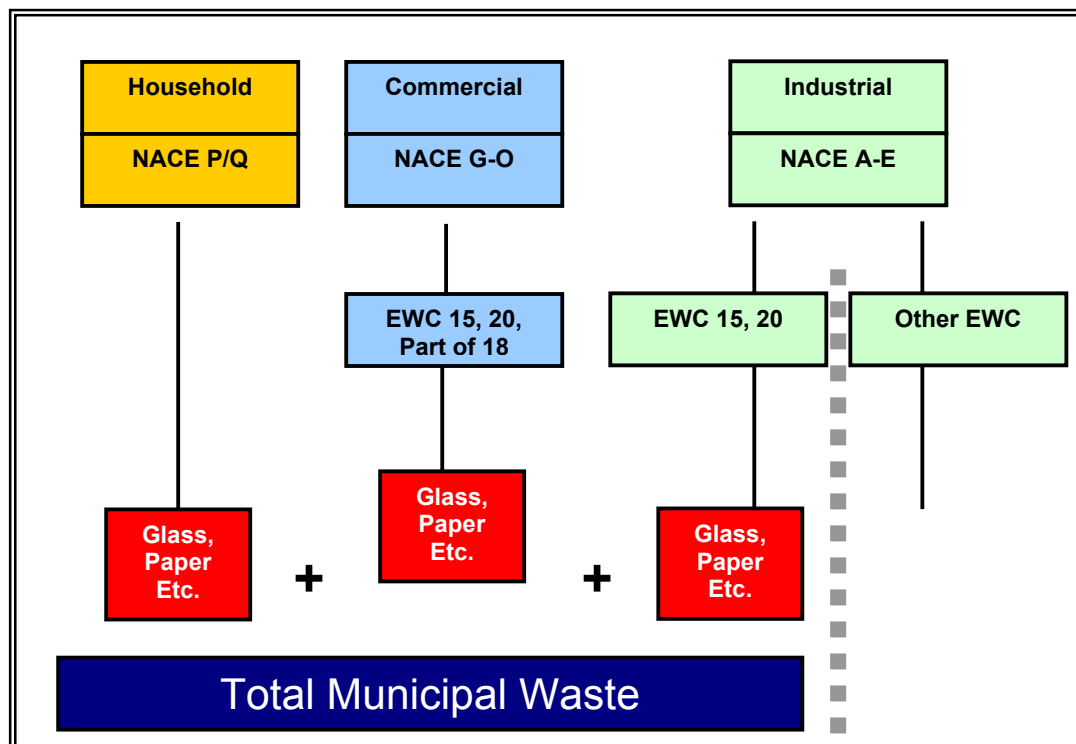 Household
NACE P/Q
Commercial
NACE G-O
Industrial
NACE A-E
EWC 15, 20,
Part of 18
EWC 15, 20
Other EWC
Glass,
Paper
Etc.
+
Glass,
Paper
Etc.
+
Glass,
Paper
Etc.
Total Municipal Waste